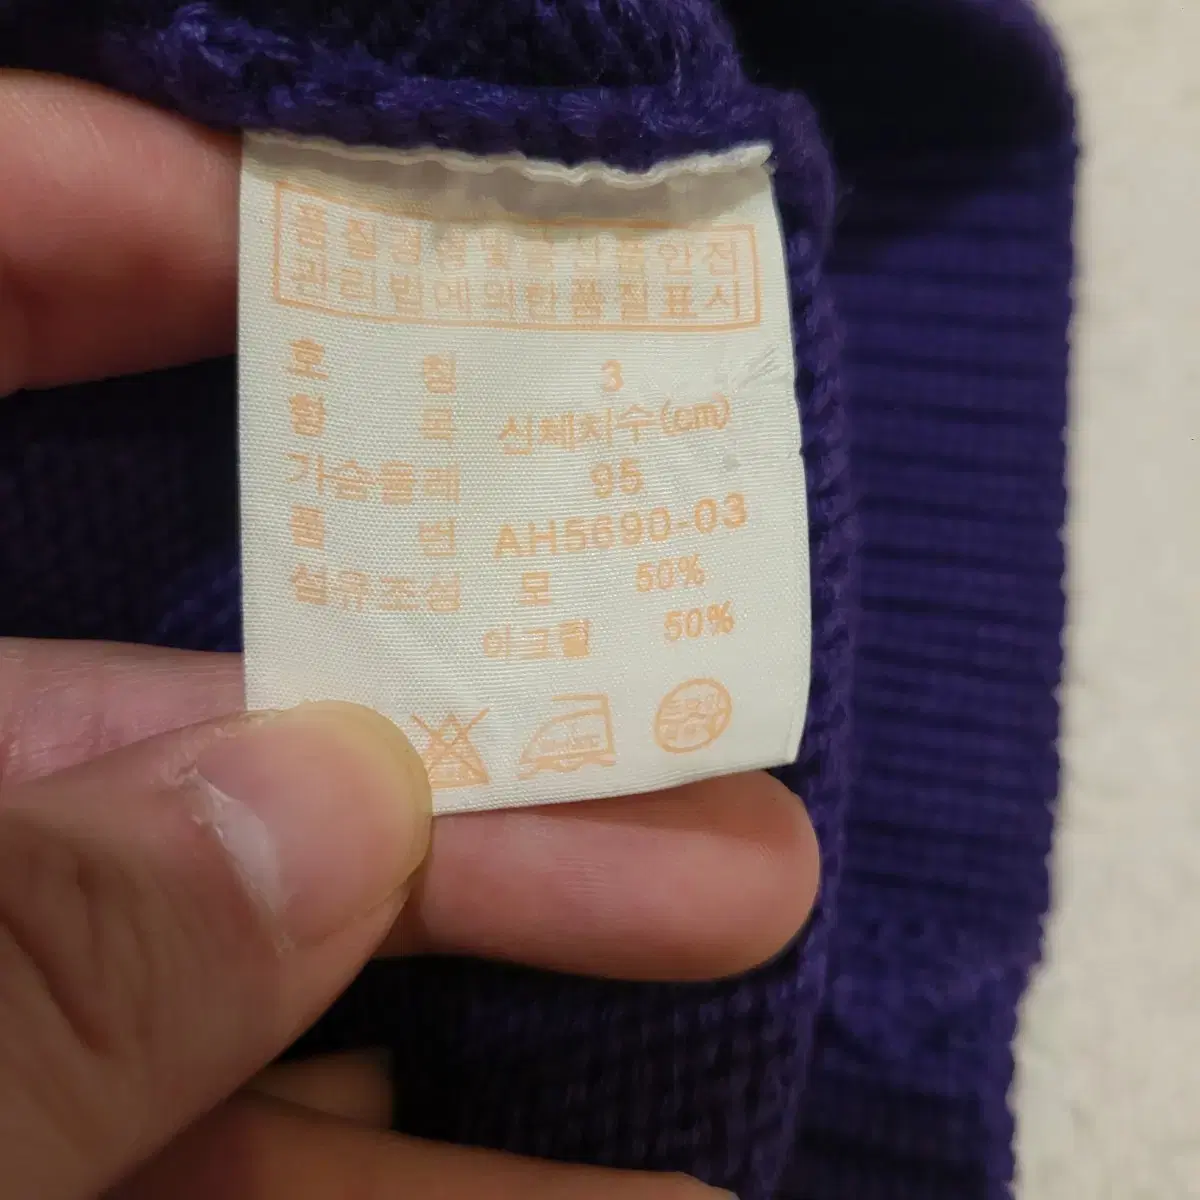 품질경영및공산품안전
관리법에의한품질표시
호 칭 3
항 목 신체치수(cm)
가슴둘레 95
품 번 AH5690-03
섬유조성 모 50%
아크릴 50%